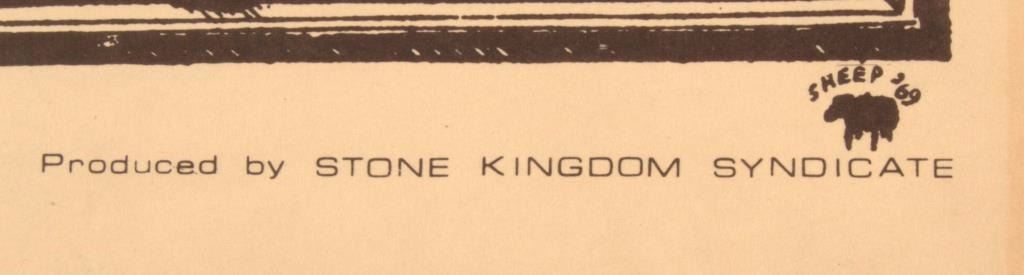 SHEEP '69
Produced by STONE KINGDOM SYNDICATE